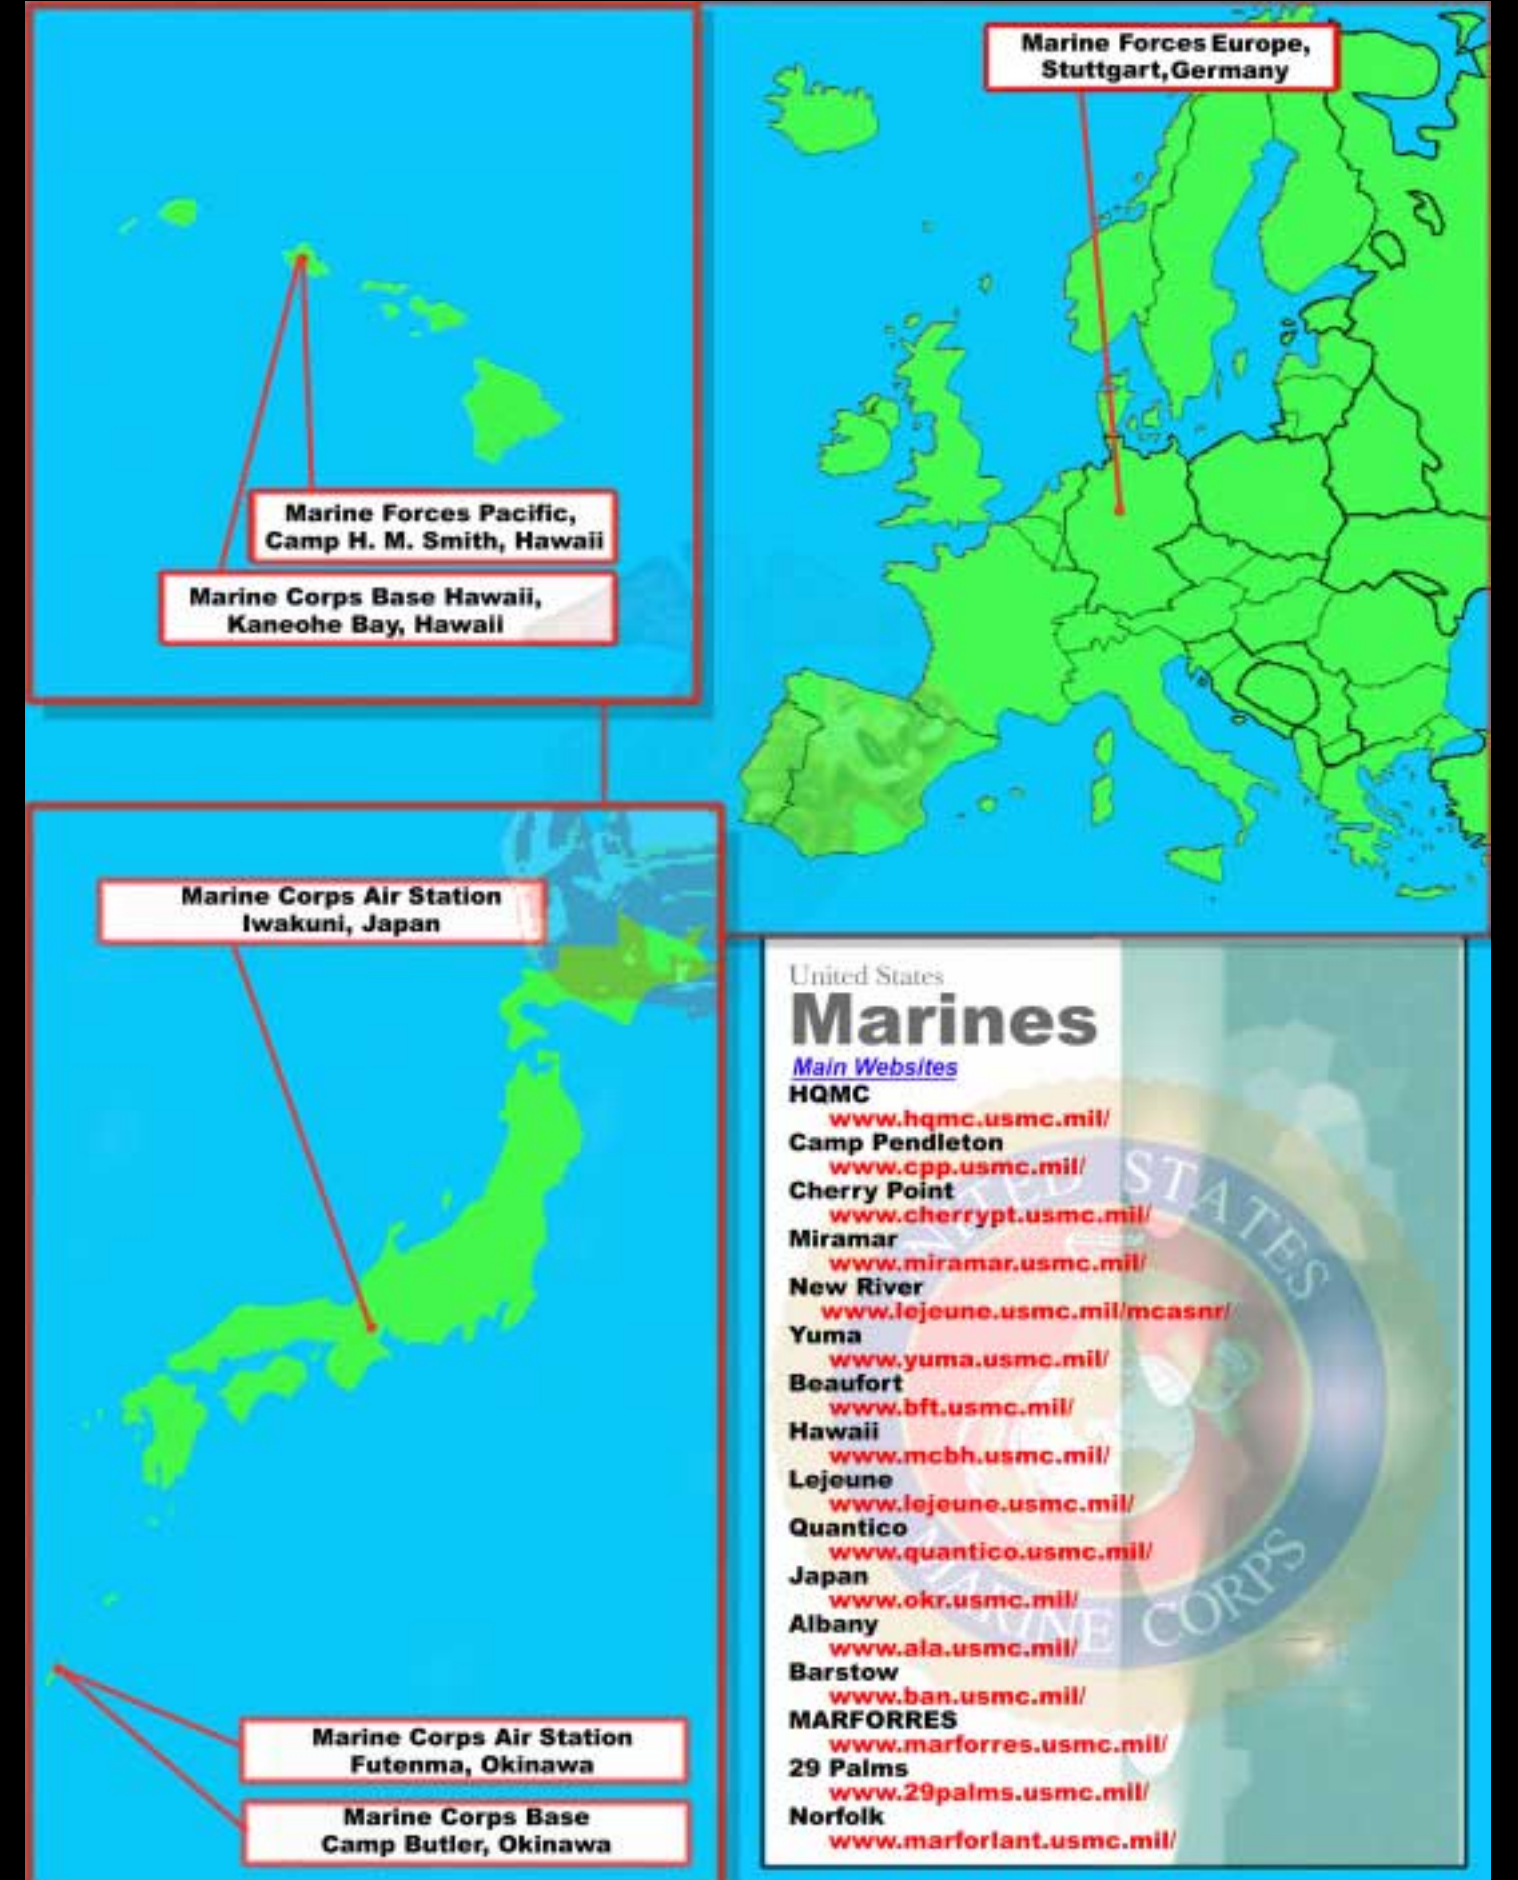 Marine Forces Europe,
Stuttgart, Germany
Marine Forces Pacific,
Camp H. M. Smith, Hawaii
Marine Corps Base Hawaii,
Kaneohe Bay, Hawaii
Marine Corps Air Station
Iwakuni, Japan
Marine Corps Air Station
Futenma, Okinawa
Marine Corps Base
Camp Butler, Okinawa
United States
Marines
Main Websites
HQMC
www.hqmc.usmc.mil/
Camp Pendleton
www.cpp.usmc.mil/
Cherry Point
www.cherrypt.usmc.mil/
Miramar
www.miramar.usmc.mil/
New River
www.lejeune.usmc.mil/mcasnr/
Yuma
www.yuma.usmc.mil/
Beaufort
www.bft.usmc.mil/
Hawaii
www.mcbh.usmc.mil/
Lejeune
www.lejeune.usmc.mil/
Quantico
www.quantico.usmc.mil/
Japan
www.okr.usmc.mil/
Albany
www.ala.usmc.mil/
Barstow
www.ban.usmc.mil/
MARFORRES
www.marforres.usmc.mil/
29 Palms
www.29palms.usmc.mil/
Norfolk
www.marforlant.usmc.mil/
UNITED STATES
MARINE CORPS